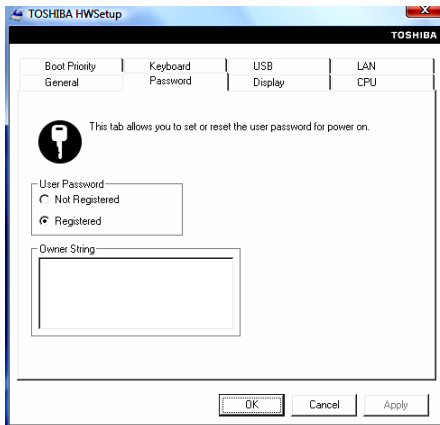 TOSHIBA HWSetup
TOSHIBA
Boot Priority Keyboard USB LAN
General Password Display CPU
This tab allows you to set or reset the user password for power on.
User Password
Not Registered
Registered
Owner String
OK Cancel Apply